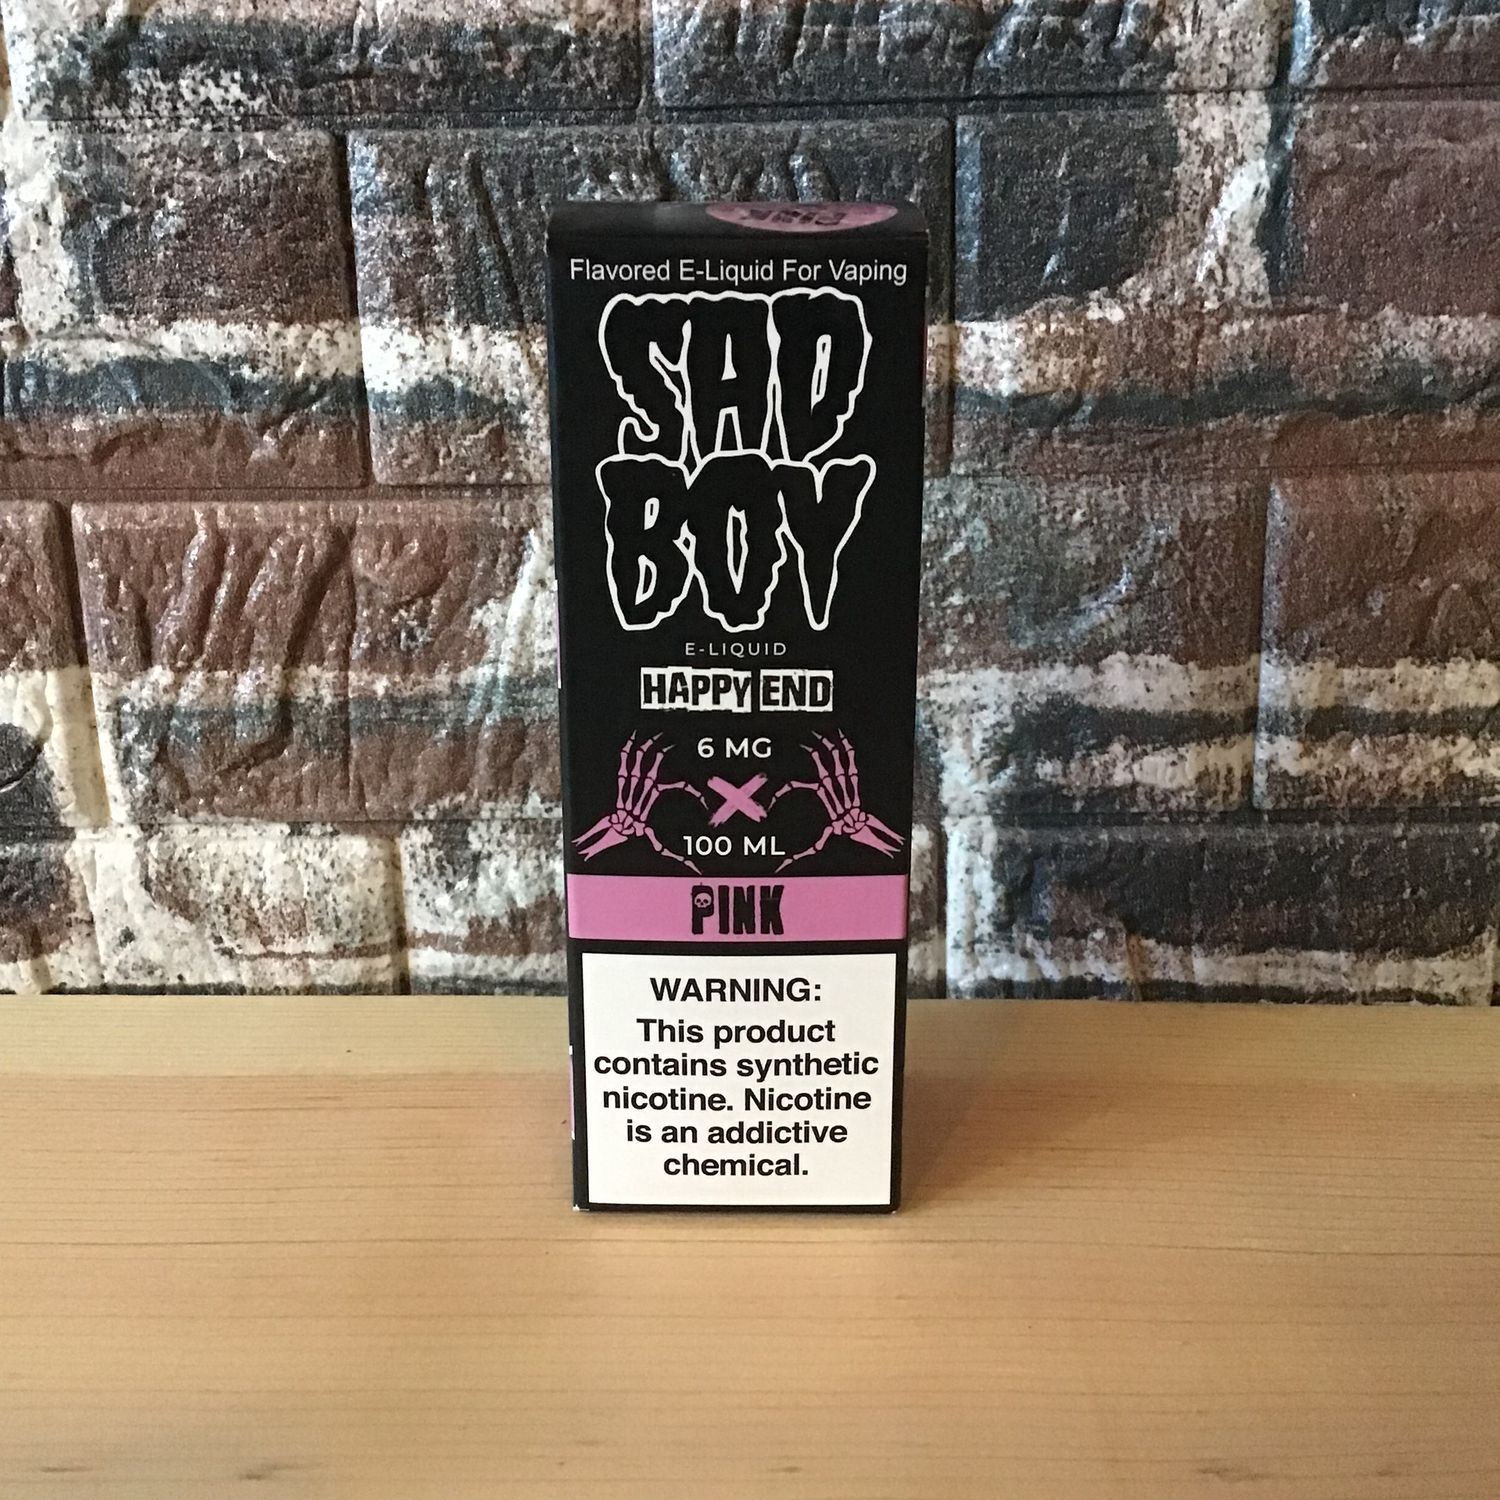 PINK
Flavored E-Liquid For Vaping
SAD
BOY
E-LIQUID
HAPPY END
6 MG
100 ML
PINK
WARNING:
This product
contains synthetic
nicotine. Nicotine
is an addictive
chemical.